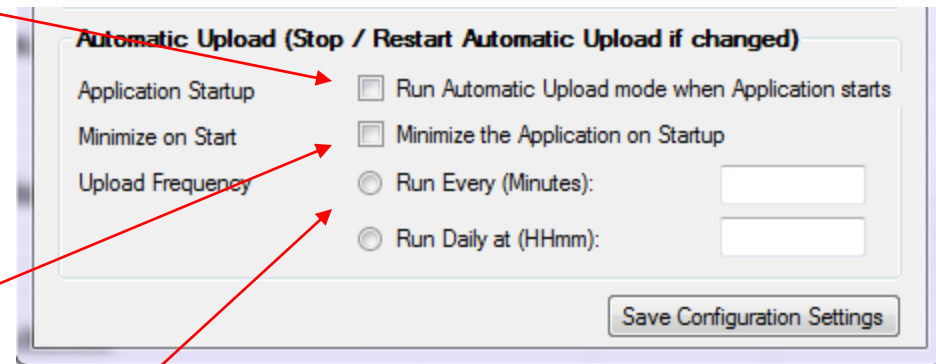 Automatic Upload (Stop / Restart Automatic Upload if changed)
Application Startup Run Automatic Upload mode when Application starts
Minimize on Start Minimize the Application on Startup
Upload Frequency Run Every (Minutes):
Run Daily at (HHmm):
Save Configuration Settings